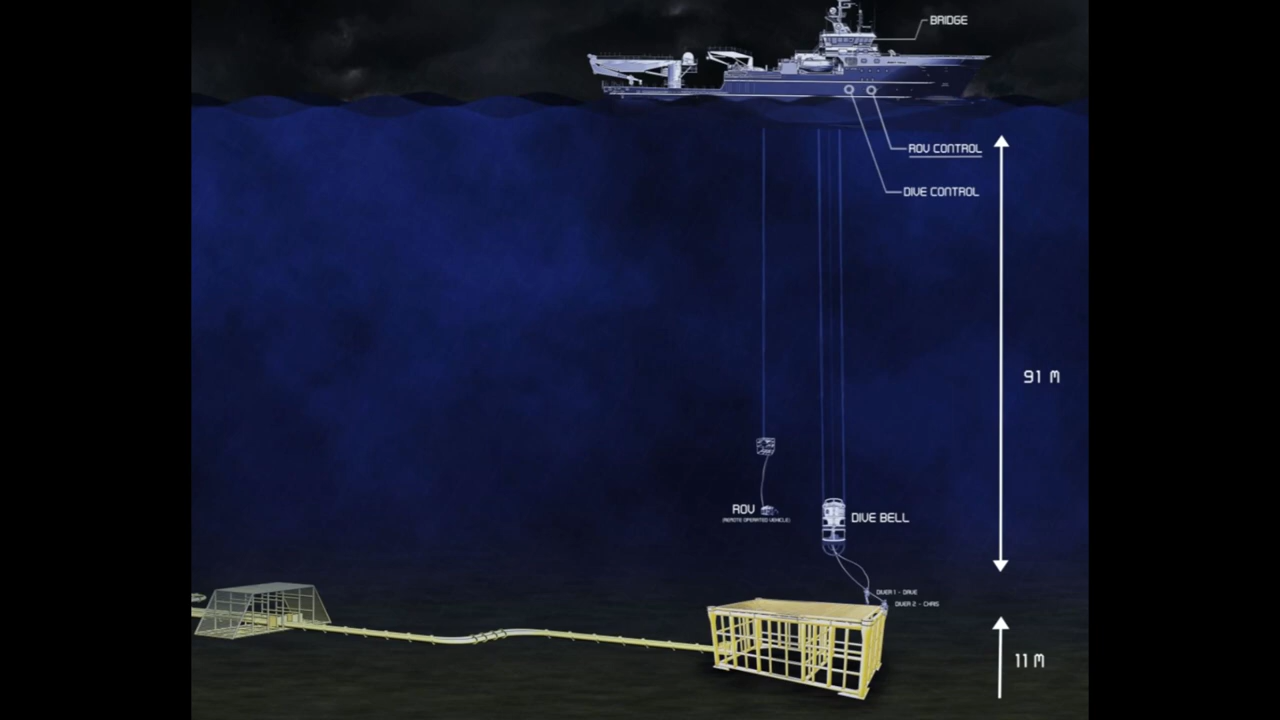 BRIDGE
ROV CONTROL
DIVE CONTROL
91 M
ROV
(REMOTE OPERATED VEHICLE)
DIVE BELL
DIVER 1 - DAVE
DIVER 2 - CHRIS
11 M